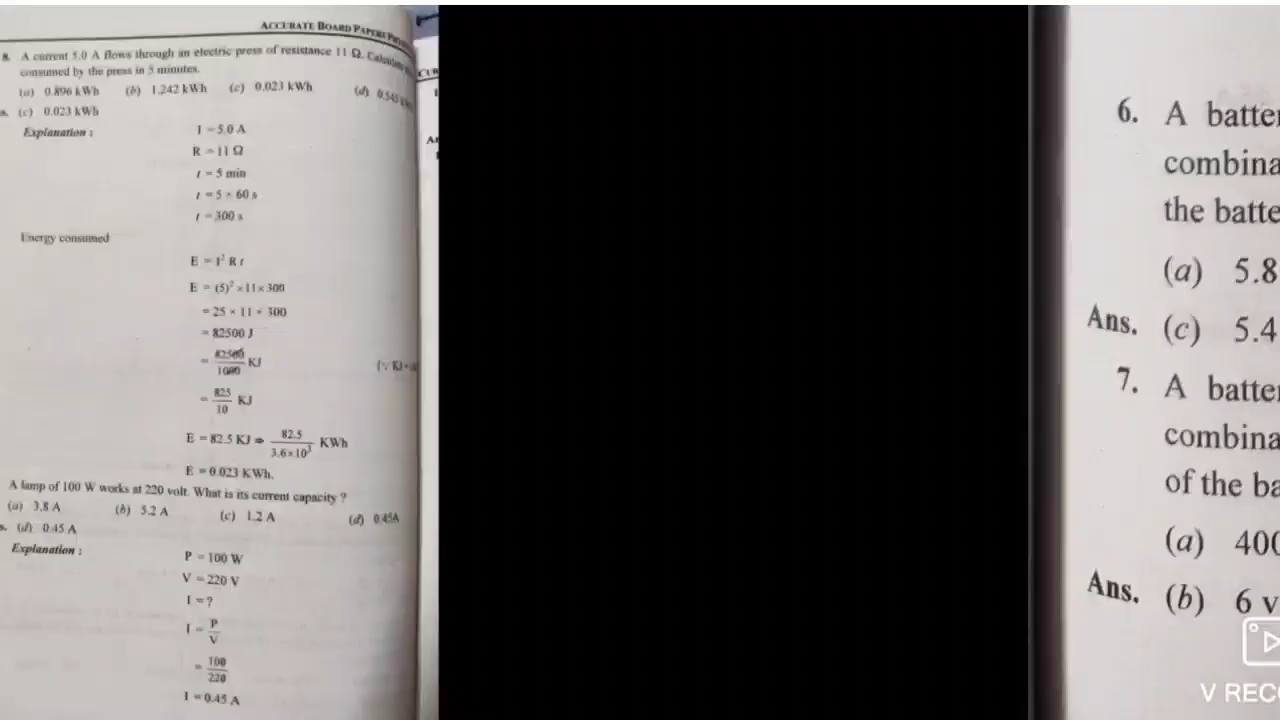 ACCURATE BOARD PAPERS
8. A current 5.0 A flows through an electric press of resistance 11 Ω. Calculate
consumed by the press in 5 minutes.
(a) 0.896 kWh (b) 1.242 kWh (c) 0.023 kWh (d) 0.545
(c) 0.023 kWh
Explanation :
I = 5.0 A
R = 11 Ω
t = 5 min
t = 5 × 60 s
t = 300 s
Energy consumed
E = I² R t
E = (5)² × 11 × 300
= 25 × 11 × 300
= 82500 J
= 82500/1000 KJ
= 825/10 KJ
E = 82.5 KJ ⇒ 82.5/3.6×10³ KWh
E = 0.023 KWh.
A lamp of 100 W works at 220 volt. What is its current capacity ?
(a) 3.8 A (b) 5.2 A (c) 1.2 A (d) 0.45A
(d) 0.45 A
Explanation :
P = 100 W
V = 220 V
I = ?
I = P/V
= 100/220
I = 0.45 A
6. A batte
combina
the batte
(a) 5.8
Ans. (c) 5.4
7. A batte
combina
of the ba
(a) 400
Ans. (b) 6 v
V REC